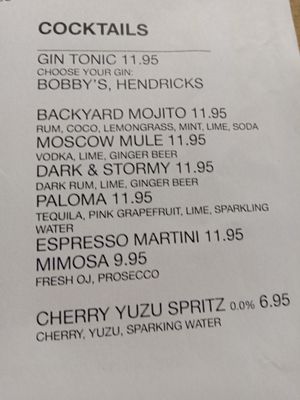 COCKTAILS
GIN TONIC 11.95
CHOOSE YOUR GIN:
BOBBY'S, HENDRICKS
BACKYARD MOJITO 11.95
RUM, COCO, LEMONGRASS, MINT, LIME, SODA
MOSCOW MULE 11.95
VODKA, LIME, GINGER BEER
DARK & STORMY 11.95
DARK RUM, LIME, GINGER BEER
PALOMA 11.95
TEQUILA, PINK GRAPEFRUIT, LIME, SPARKLING
WATER
ESPRESSO MARTINI 11.95
MIMOSA 9.95
FRESH OJ, PROSECCO
CHERRY YUZU SPRITZ 0.0% 6.95
CHERRY, YUZU, SPARKING WATER